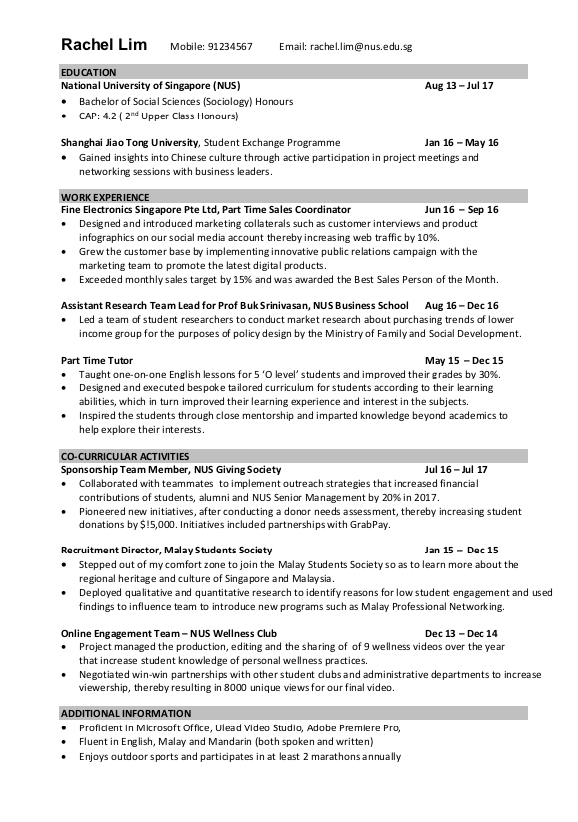 Rachel Lim Mobile: 91234567 Email: rachel.lim@nus.edu.sg
EDUCATION
National University of Singapore (NUS) Aug 13 – Jul 17
• Bachelor of Social Sciences (Sociology) Honours
• CAP: 4.2 ( 2nd Upper Class Honours)
Shanghai Jiao Tong University, Student Exchange Programme Jan 16 – May 16
• Gained insights into Chinese culture through active participation in project meetings and
networking sessions with business leaders.
WORK EXPERIENCE
Fine Electronics Singapore Pte Ltd, Part Time Sales Coordinator Jun 16 – Sep 16
• Designed and introduced marketing collaterals such as customer interviews and product
infographics on our social media account thereby increasing web traffic by 10%.
• Grew the customer base by implementing innovative public relations campaign with the
marketing team to promote the latest digital products.
• Exceeded monthly sales target by 15% and was awarded the Best Sales Person of the Month.
Assistant Research Team Lead for Prof Buk Srinivasan, NUS Business School Aug 16 – Dec 16
• Led a team of student researchers to conduct market research about purchasing trends of lower
income group for the purposes of policy design by the Ministry of Family and Social Development.
Part Time Tutor May 15 – Dec 15
• Taught one-on-one English lessons for 5 ‘O level’ students and improved their grades by 30%.
• Designed and executed bespoke tailored curriculum for students according to their learning
abilities, which in turn improved their learning experience and interest in the subjects.
• Inspired the students through close mentorship and imparted knowledge beyond academics to
help explore their interests.
CO-CURRICULAR ACTIVITIES
Sponsorship Team Member, NUS Giving Society Jul 16 – Jul 17
• Collaborated with teammates to implement outreach strategies that increased financial
contributions of students, alumni and NUS Senior Management by 20% in 2017.
• Pioneered new initiatives, after conducting a donor needs assessment, thereby increasing student
donations by $!5,000. Initiatives included partnerships with GrabPay.
Recruitment Director, Malay Students Society Jan 15 – Dec 15
• Stepped out of my comfort zone to join the Malay Students Society so as to learn more about the
regional heritage and culture of Singapore and Malaysia.
• Deployed qualitative and quantitative research to identify reasons for low student engagement and used
findings to influence team to introduce new programs such as Malay Professional Networking.
Online Engagement Team – NUS Wellness Club Dec 13 – Dec 14
• Project managed the production, editing and the sharing of of 9 wellness videos over the year
that increase student knowledge of personal wellness practices.
• Negotiated win-win partnerships with other student clubs and administrative departments to increase
viewership, thereby resulting in 8000 unique views for our final video.
ADDITIONAL INFORMATION
• Proficient in Microsoft Office, Ulead Video Studio, Adobe Premiere Pro,
• Fluent in English, Malay and Mandarin (both spoken and written)
• Enjoys outdoor sports and participates in at least 2 marathons annually